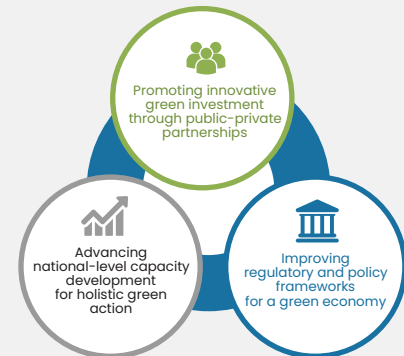 Promoting innovative
green investment
through public-private
partnerships
Advancing
national-level capacity
development
for holistic green
action
Improving
regulatory and policy
frameworks
for a green economy